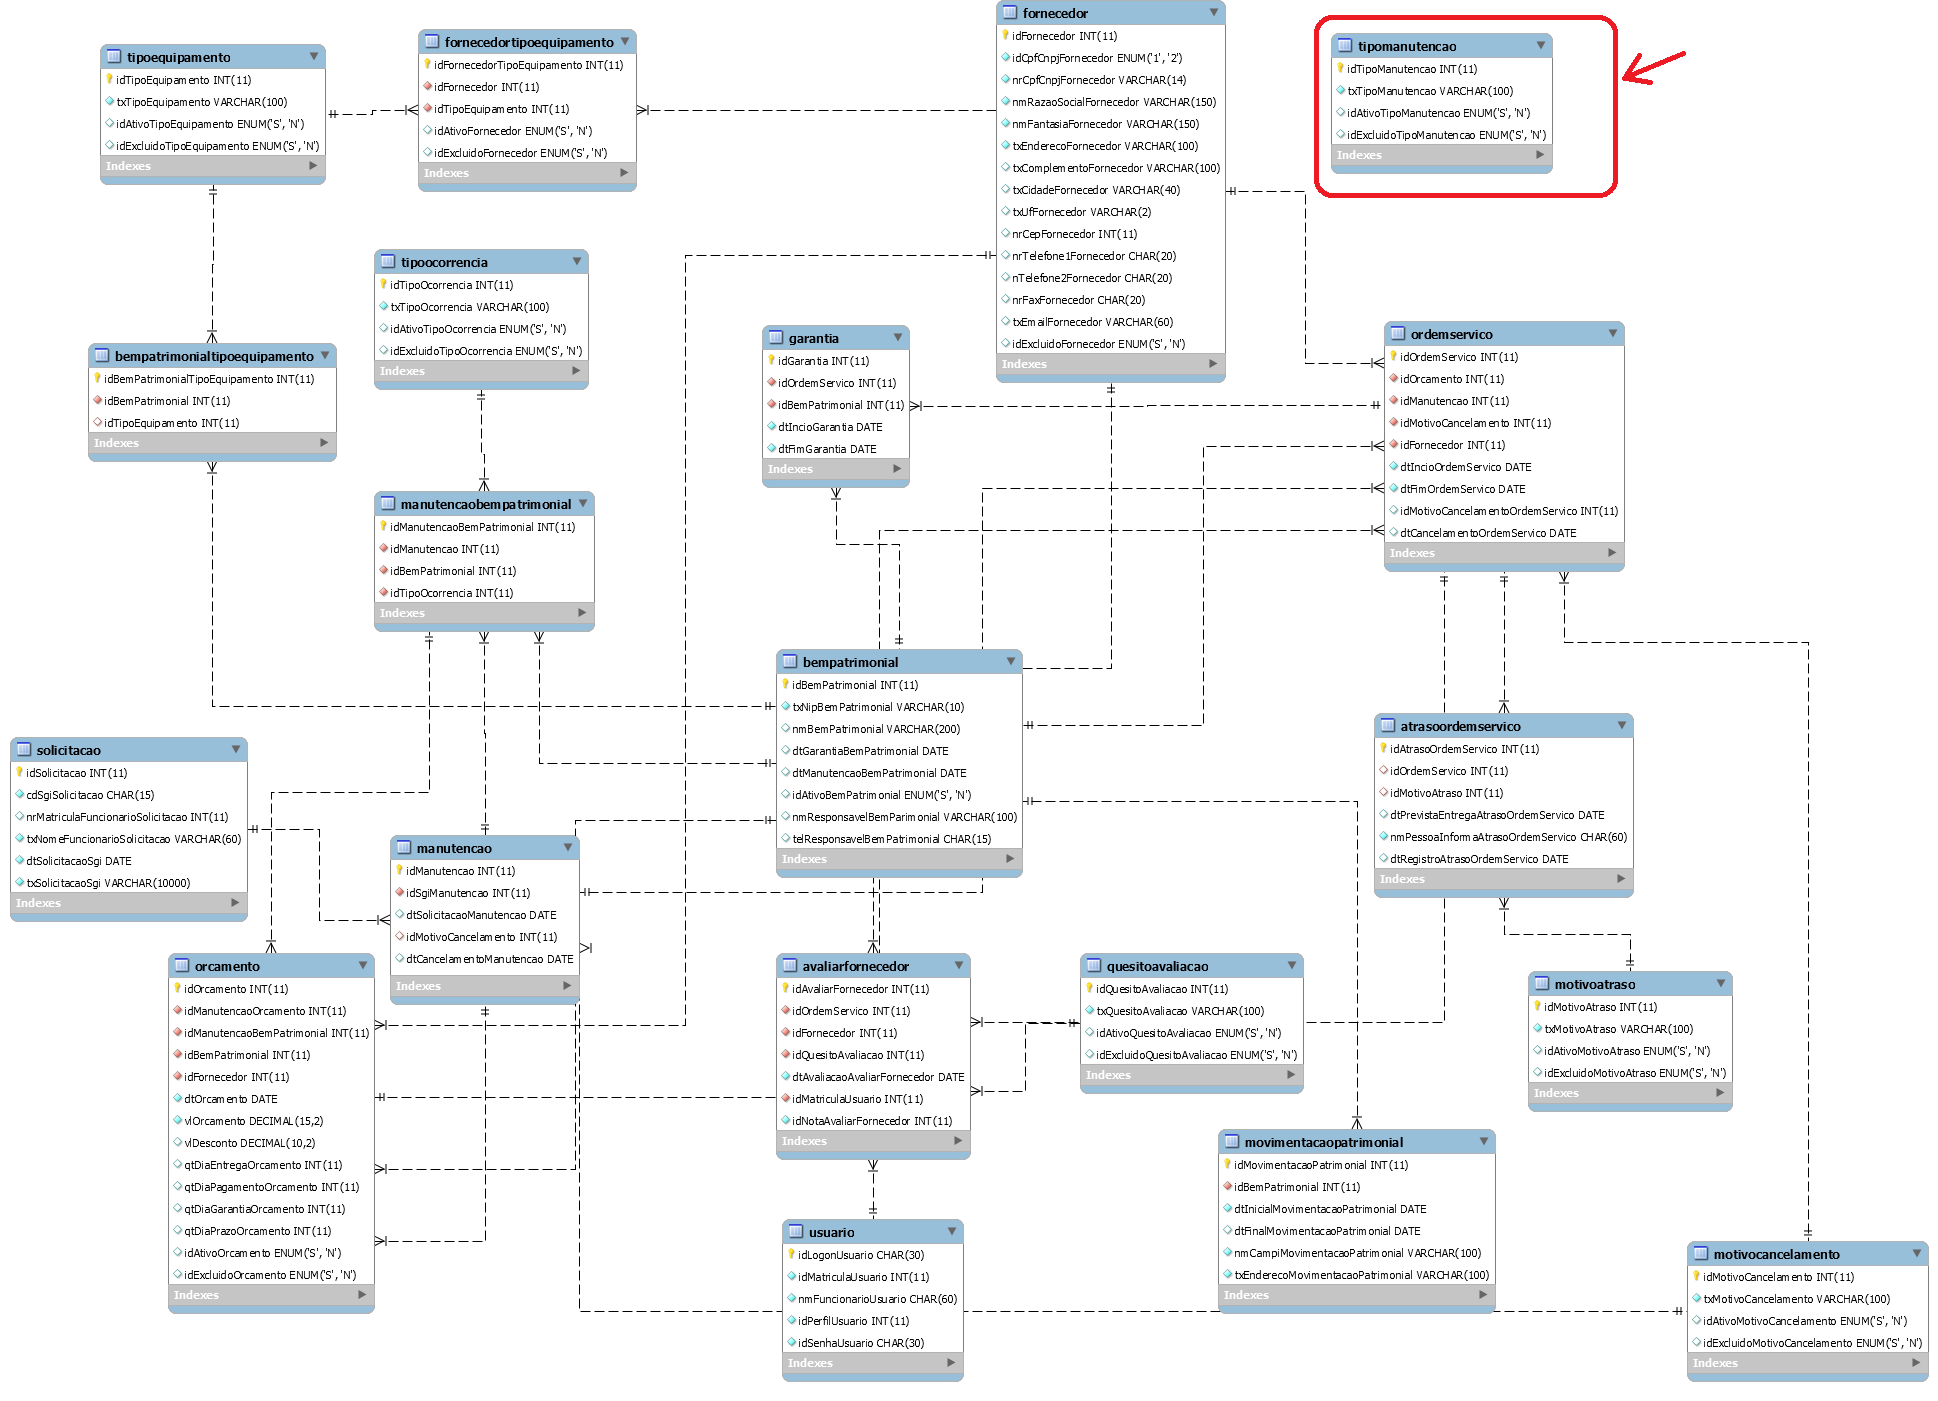 tipoequipamento
idTipoEquipamento INT(11)
txTipoEquipamento VARCHAR(100)
idAtivoTipoEquipamento ENUM('S', 'N')
idExcluidoTipoEquipamento ENUM('S', 'N')
Indexes
fornecedortipoequipamento
idFornecedorTipoEquipamento INT(11)
idFornecedor INT(11)
idTipoEquipamento INT(11)
idAtivoFornecedor ENUM('S', 'N')
idExcluidoFornecedor ENUM('S', 'N')
Indexes
fornecedor
idFornecedor INT(11)
idCpfCnpjFornecedor ENUM('1', '2')
nrCpfCnpjFornecedor VARCHAR(14)
nmRazaoSocialFornecedor VARCHAR(150)
nmFantasiaFornecedor VARCHAR(150)
txEnderecoFornecedor VARCHAR(100)
txComplementoFornecedor VARCHAR(100)
txCidadeFornecedor VARCHAR(40)
txUfFornecedor VARCHAR(2)
nrCepFornecedor INT(11)
nrTelefone1Fornecedor CHAR(20)
nTelefone2Fornecedor CHAR(20)
nrFaxFornecedor CHAR(20)
txEmailFornecedor VARCHAR(60)
idExcluidoFornecedor ENUM('S', 'N')
Indexes
tipomanutencao
idTipoManutencao INT(11)
txTipoManutencao VARCHAR(100)
idAtivoTipoManutencao ENUM('S', 'N')
idExcluidoTipoManutencao ENUM('S', 'N')
Indexes
tipoocorrencia
idTipoOcorrencia INT(11)
txTipoOcorrencia VARCHAR(100)
idAtivoTipoOcorrencia ENUM('S', 'N')
idExcluidoTipoOcorrencia ENUM('S', 'N')
Indexes
bempatrimonialtipoequipamento
idBemPatrimonialTipoEquipamento INT(11)
idBemPatrimonial INT(11)
idTipoEquipamento INT(11)
Indexes
garantia
idGarantia INT(11)
idOrdemServico INT(11)
idBemPatrimonial INT(11)
dtIncioGarantia DATE
dtFimGarantia DATE
Indexes
ordemservico
idOrdemServico INT(11)
idOrcamento INT(11)
idManutencao INT(11)
idMotivoCancelamento INT(11)
idFornecedor INT(11)
dtIncioOrdemServico DATE
dtFimOrdemServico DATE
idMotivoCancelamentoOrdemServico INT(11)
dtCancelamentoOrdemServico DATE
Indexes
manutencaobempatrimonial
idManutencaoBemPatrimonial INT(11)
idManutencao INT(11)
idBemPatrimonial INT(11)
idTipoOcorrencia INT(11)
Indexes
bempatrimonial
idBemPatrimonial INT(11)
txNipBemPatrimonial VARCHAR(10)
nmBemPatrimonial VARCHAR(200)
dtGarantiaBemPatrimonial DATE
dtManutencaoBemPatrimonial DATE
idAtivoBemPatrimonial ENUM('S', 'N')
nmResponsavelBemParimonial VARCHAR(100)
telResponsavelBemPatrimonial CHAR(15)
Indexes
solicitacao
idSolicitacao INT(11)
cdSgiSolicitacao CHAR(15)
nrMatriculaFuncionarioSolicitacao INT(11)
txNomeFuncionarioSolicitacao VARCHAR(60)
dtSolicitacaoSgi DATE
txSolicitacaoSgi VARCHAR(10000)
Indexes
atrasoordemservico
idAtrasoOrdemServico INT(11)
idOrdemServico INT(11)
idMotivoAtraso INT(11)
dtPrevistaEntregaAtrasoOrdemServico DATE
nmPessoaInformaAtrasoOrdemServico CHAR(60)
dtRegistroAtrasoOrdemServico DATE
Indexes
manutencao
idManutencao INT(11)
idSgiManutencao INT(11)
dtSolicitacaoManutencao DATE
idMotivoCancelamento INT(11)
dtCancelamentoManutencao DATE
Indexes
orcamento
idOrcamento INT(11)
idManutencaoOrcamento INT(11)
idManutencaoBemPatrimonial INT(11)
idBemPatrimonial INT(11)
idFornecedor INT(11)
dtOrcamento DATE
vlOrcamento DECIMAL(15,2)
vlDesconto DECIMAL(10,2)
qtDiaEntregaOrcamento INT(11)
qtDiaPagamentoOrcamento INT(11)
qtDiaGarantiaOrcamento INT(11)
qtDiaPrazoOrcamento INT(11)
idAtivoOrcamento ENUM('S', 'N')
idExcluidoOrcamento ENUM('S', 'N')
Indexes
avaliarfornecedor
idAvaliarFornecedor INT(11)
idOrdemServico INT(11)
idFornecedor INT(11)
idQuesitoAvaliacao INT(11)
dtAvaliacaoAvaliarFornecedor DATE
idMatriculaUsuario INT(11)
idNotaAvaliarFornecedor INT(11)
Indexes
quesitoavaliacao
idQuesitoAvaliacao INT(11)
txQuesitoAvaliacao VARCHAR(100)
idAtivoQuesitoAvaliacao ENUM('S', 'N')
idExcluidoQuesitoAvaliacao ENUM('S', 'N')
Indexes
motivoatraso
idMotivoAtraso INT(11)
txMotivoAtraso VARCHAR(100)
idAtivoMotivoAtraso ENUM('S', 'N')
idExcluidoMotivoAtraso ENUM('S', 'N')
Indexes
movimentacaopatrimonial
idMovimentacaoPatrimonial INT(11)
idBemPatrimonial INT(11)
dtInicialMovimentacaoPatrimonial DATE
dtFinalMovimentacaoPatrimonial DATE
nmCampiMovimentacaoPatrimonial VARCHAR(100)
txEnderecoMovimentacaoPatrimonial VARCHAR(100)
Indexes
usuario
idLogonUsuario CHAR(30)
idMatriculaUsuario INT(11)
nmFuncionarioUsuario CHAR(60)
idPerfilUsuario INT(11)
idSenhaUsuario CHAR(30)
Indexes
motivocancelamento
idMotivoCancelamento INT(11)
txMotivoCancelamento VARCHAR(100)
idAtivoMotivoCancelamento ENUM('S', 'N')
idExcluidoMotivoCancelamento ENUM('S', 'N')
Indexes